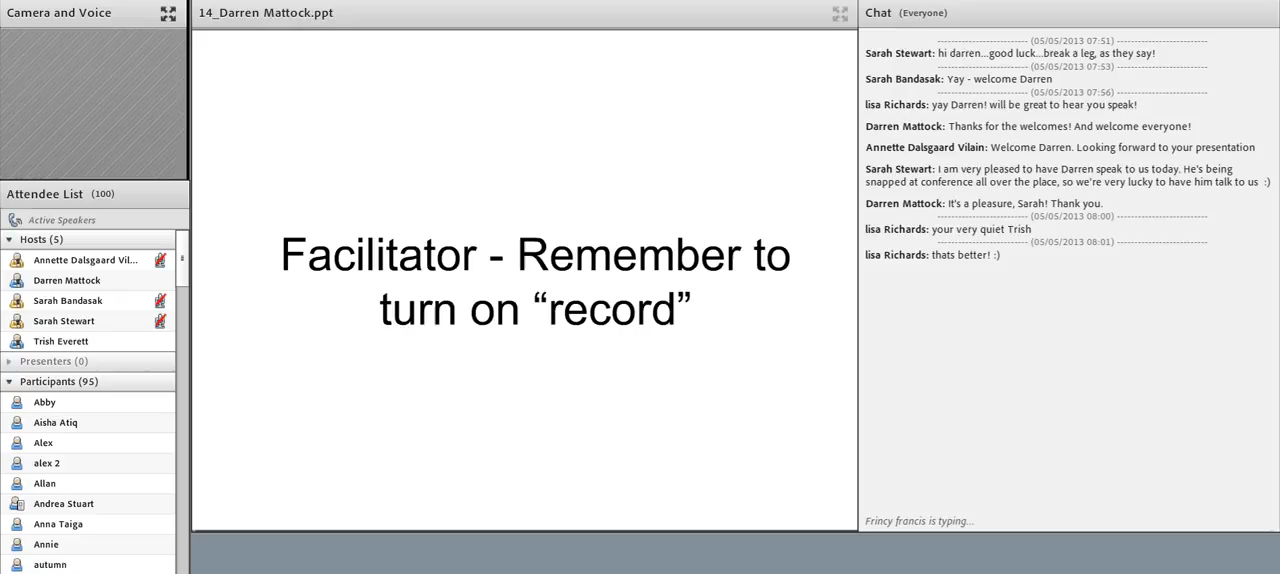 Camera and Voice
Attendee List (100)
Active Speakers
Hosts (5)
Annette Dalsgaard Vil...
Darren Mattock
Sarah Bandasak
Sarah Stewart
Trish Everett
Presenters (0)
Participants (95)
Abby
Aisha Atiq
Alex
alex 2
Allan
Andrea Stuart
Anna Taiga
Annie
autumn
14_Darren Mattock.ppt
Facilitator - Remember to
turn on “record”
Chat (Everyone)
------------------------- (05/05/2013 07:51) -------------------------
Sarah Stewart: hi darren...good luck...break a leg, as they say!
------------------------- (05/05/2013 07:53) -------------------------
Sarah Bandasak: Yay - welcome Darren
------------------------- (05/05/2013 07:56) -------------------------
lisa Richards: yay Darren! will be great to hear you speak!
Darren Mattock: Thanks for the welcomes! And welcome everyone!
Annette Dalsgaard Vilain: Welcome Darren. Looking forward to your presentation
Sarah Stewart: I am very pleased to have Darren speak to us today. He's being
snapped at conference all over the place, so we're very lucky to have him talk to us :)
Darren Mattock: It's a pleasure, Sarah! Thank you.
------------------------- (05/05/2013 08:00) -------------------------
lisa Richards: your very quiet Trish
------------------------- (05/05/2013 08:01) -------------------------
lisa Richards: thats better! :)
Frincy francis is typing...